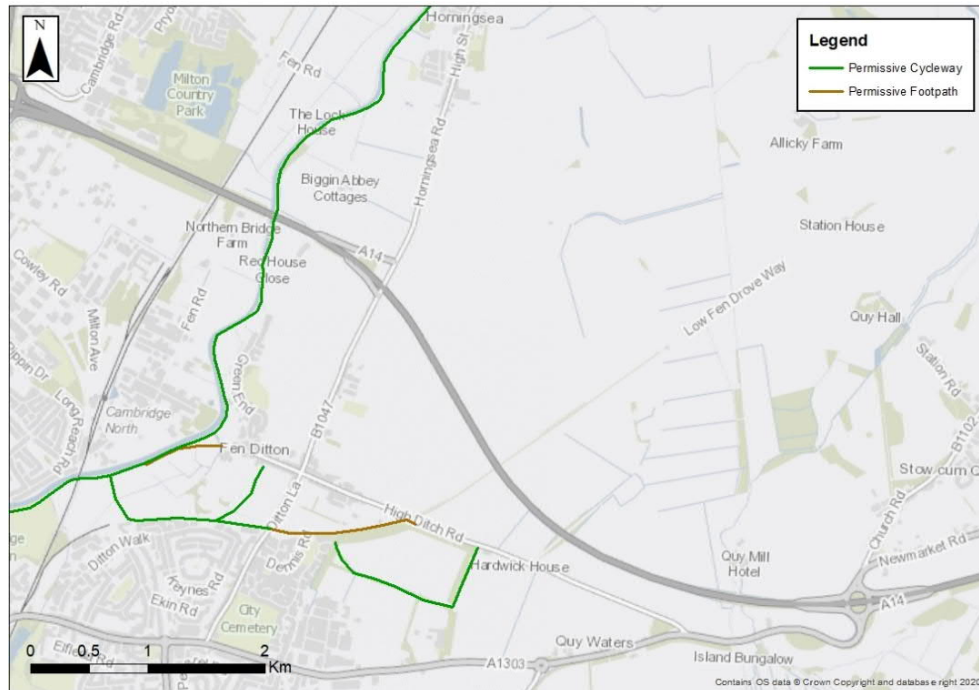 N
Cambridge Rd
Horningsea
Legend
Permissive Cycleway
Permissive Footpath
Milton
Country
Park
Fen Rd
High St
The Lock
House
Allicky Farm
Biggin Abbey
Cottages
Horningsea Rd
Station House
Northern Bridge
Farm
A14
Red House
Close
Cowley Rd
Fen Rd
Low Fen Drove Way
Quy Hall
Milton Ave
Station Rd
Green End
B1047
Long Reach Rd
Cambridge
North
B1102
Fen Ditton
Ditton La
High Ditch Rd
Church Rd
Newmarket Rd
Ditton Walk
Keynes Rd
Hardwick House
Quy Mill
Hotel
Ekin Rd
City
Cemetery
A14
Quy Waters
Island Bungalow
A1303
0 0.5 1 2
Km
Contains OS data © Crown Copyright and database right